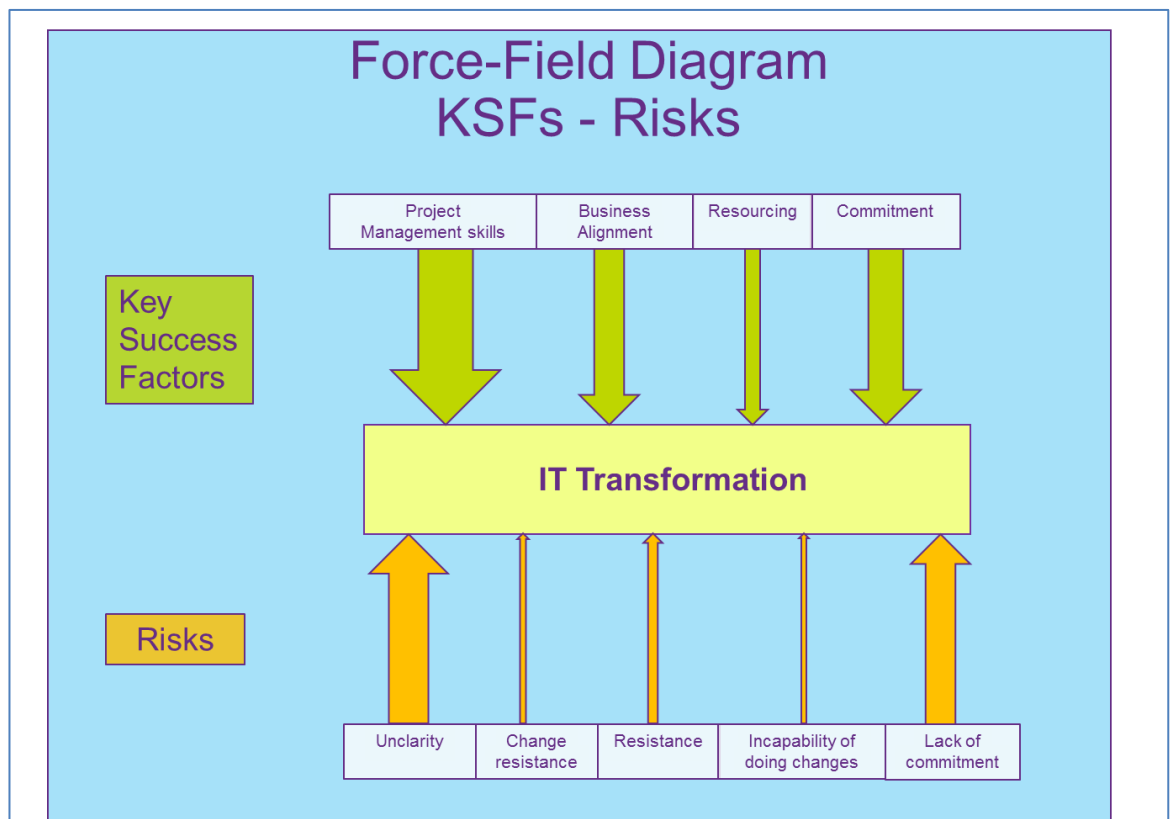 Force-Field Diagram
KSFs - Risks
Project
Management skills
Business
Alignment
Resourcing
Commitment
Key
Success
Factors
IT Transformation
Risks
Unclarity
Change
resistance
Resistance
Incapability of
doing changes
Lack of
commitment